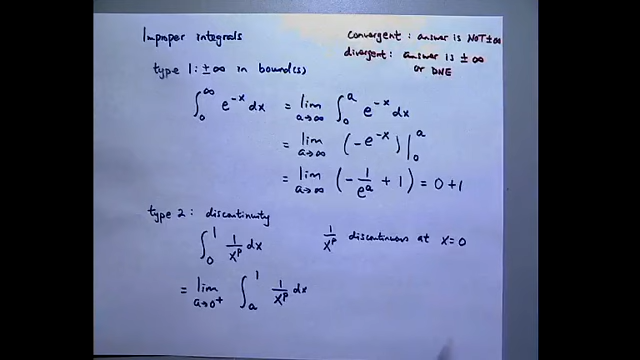 Improper integrals
convergent: answer is NOT ±∞
divergent: answer is ±∞
or DNE
type 1: ±∞ in bound(s)
∫₀^∞ e^{-x} dx = lim_{a→∞} ∫₀^a e^{-x} dx
= lim_{a→∞} (-e^{-x}) |₀^a
= lim_{a→∞} (-1/e^a + 1) = 0+1
type 2: discontinuity
∫₀^1 1/x^p dx
1/x^p discontinuous at x=0
= lim_{a→0⁺} ∫_a^1 1/x^p dx